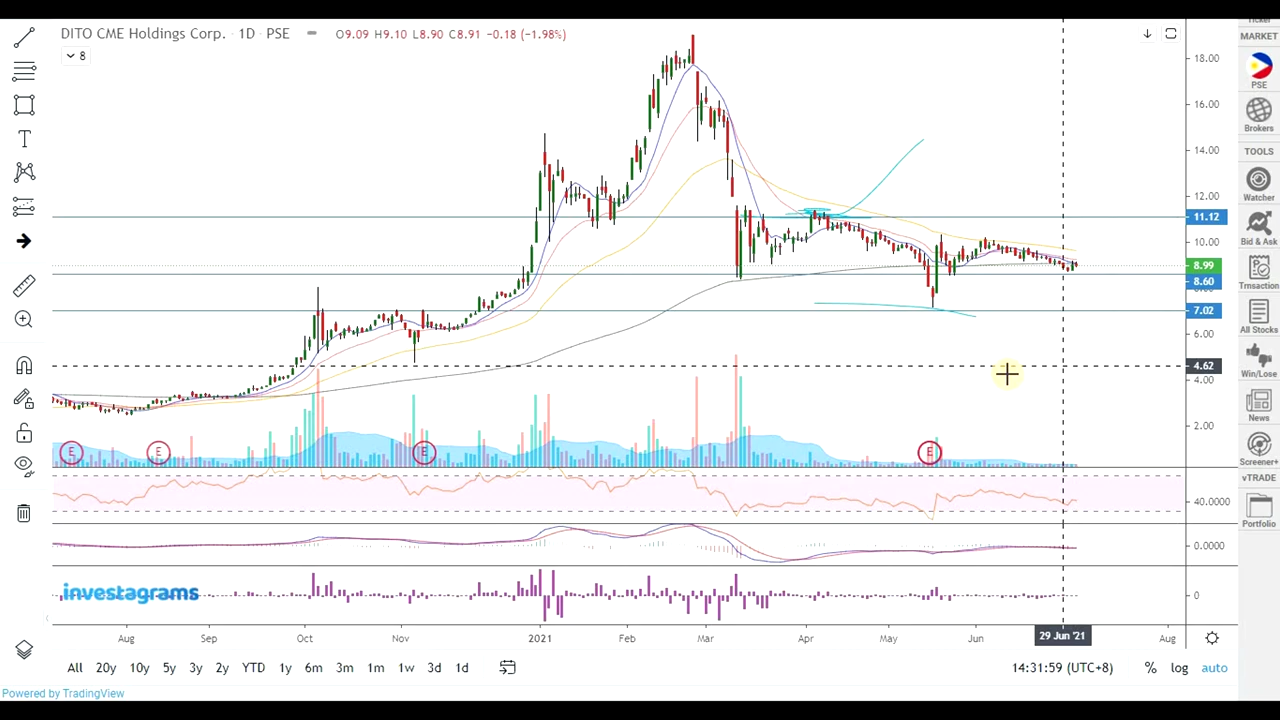 DITO CME Holdings Corp. · 1D · PSE O9.09 H9.10 L8.90 C8.91 -0.18 (-1.98%)
8
18.00
16.00
14.00
12.00
11.12
10.00
8.99
8.60
7.02
6.00
4.62
4.00
2.00
E E E E
40.0000
0.0000
investagrams
0
Aug Sep Oct Nov 2021 Feb Mar Apr May Jun 29 Jun '21 Aug
All 20y 10y 5y 3y 2y YTD 1y 6m 3m 1m 1w 3d 1d 14:31:59 (UTC+8) % log auto
Powered by TradingView
MARKET
PSE
Brokers
TOOLS
Watcher
Bid & Ask
Trnsaction
All Stocks
Win/Lose
News
Screener+
vTRADE
Portfolio